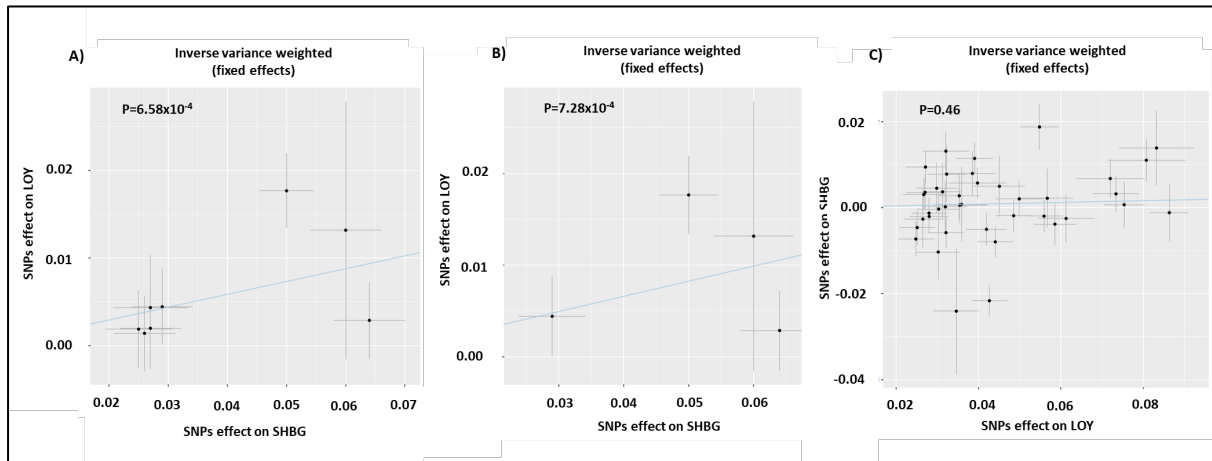 A)
Inverse variance weighted
(fixed effects)
P=6.58x10-4
SNPs effect on LOY
0.02
0.01
0.00
0.02 0.03 0.04 0.05 0.06 0.07
SNPs effect on SHBG
B)
Inverse variance weighted
(fixed effects)
P=7.28x10-4
SNPs effect on LOY
0.02
0.01
0.00
0.03 0.04 0.05 0.06
SNPs effect on SHBG
C)
Inverse variance weighted
(fixed effects)
P=0.46
SNPs effect on SHBG
0.02
0.00
-0.02
-0.04
0.02 0.04 0.06 0.08
SNPs effect on LOY